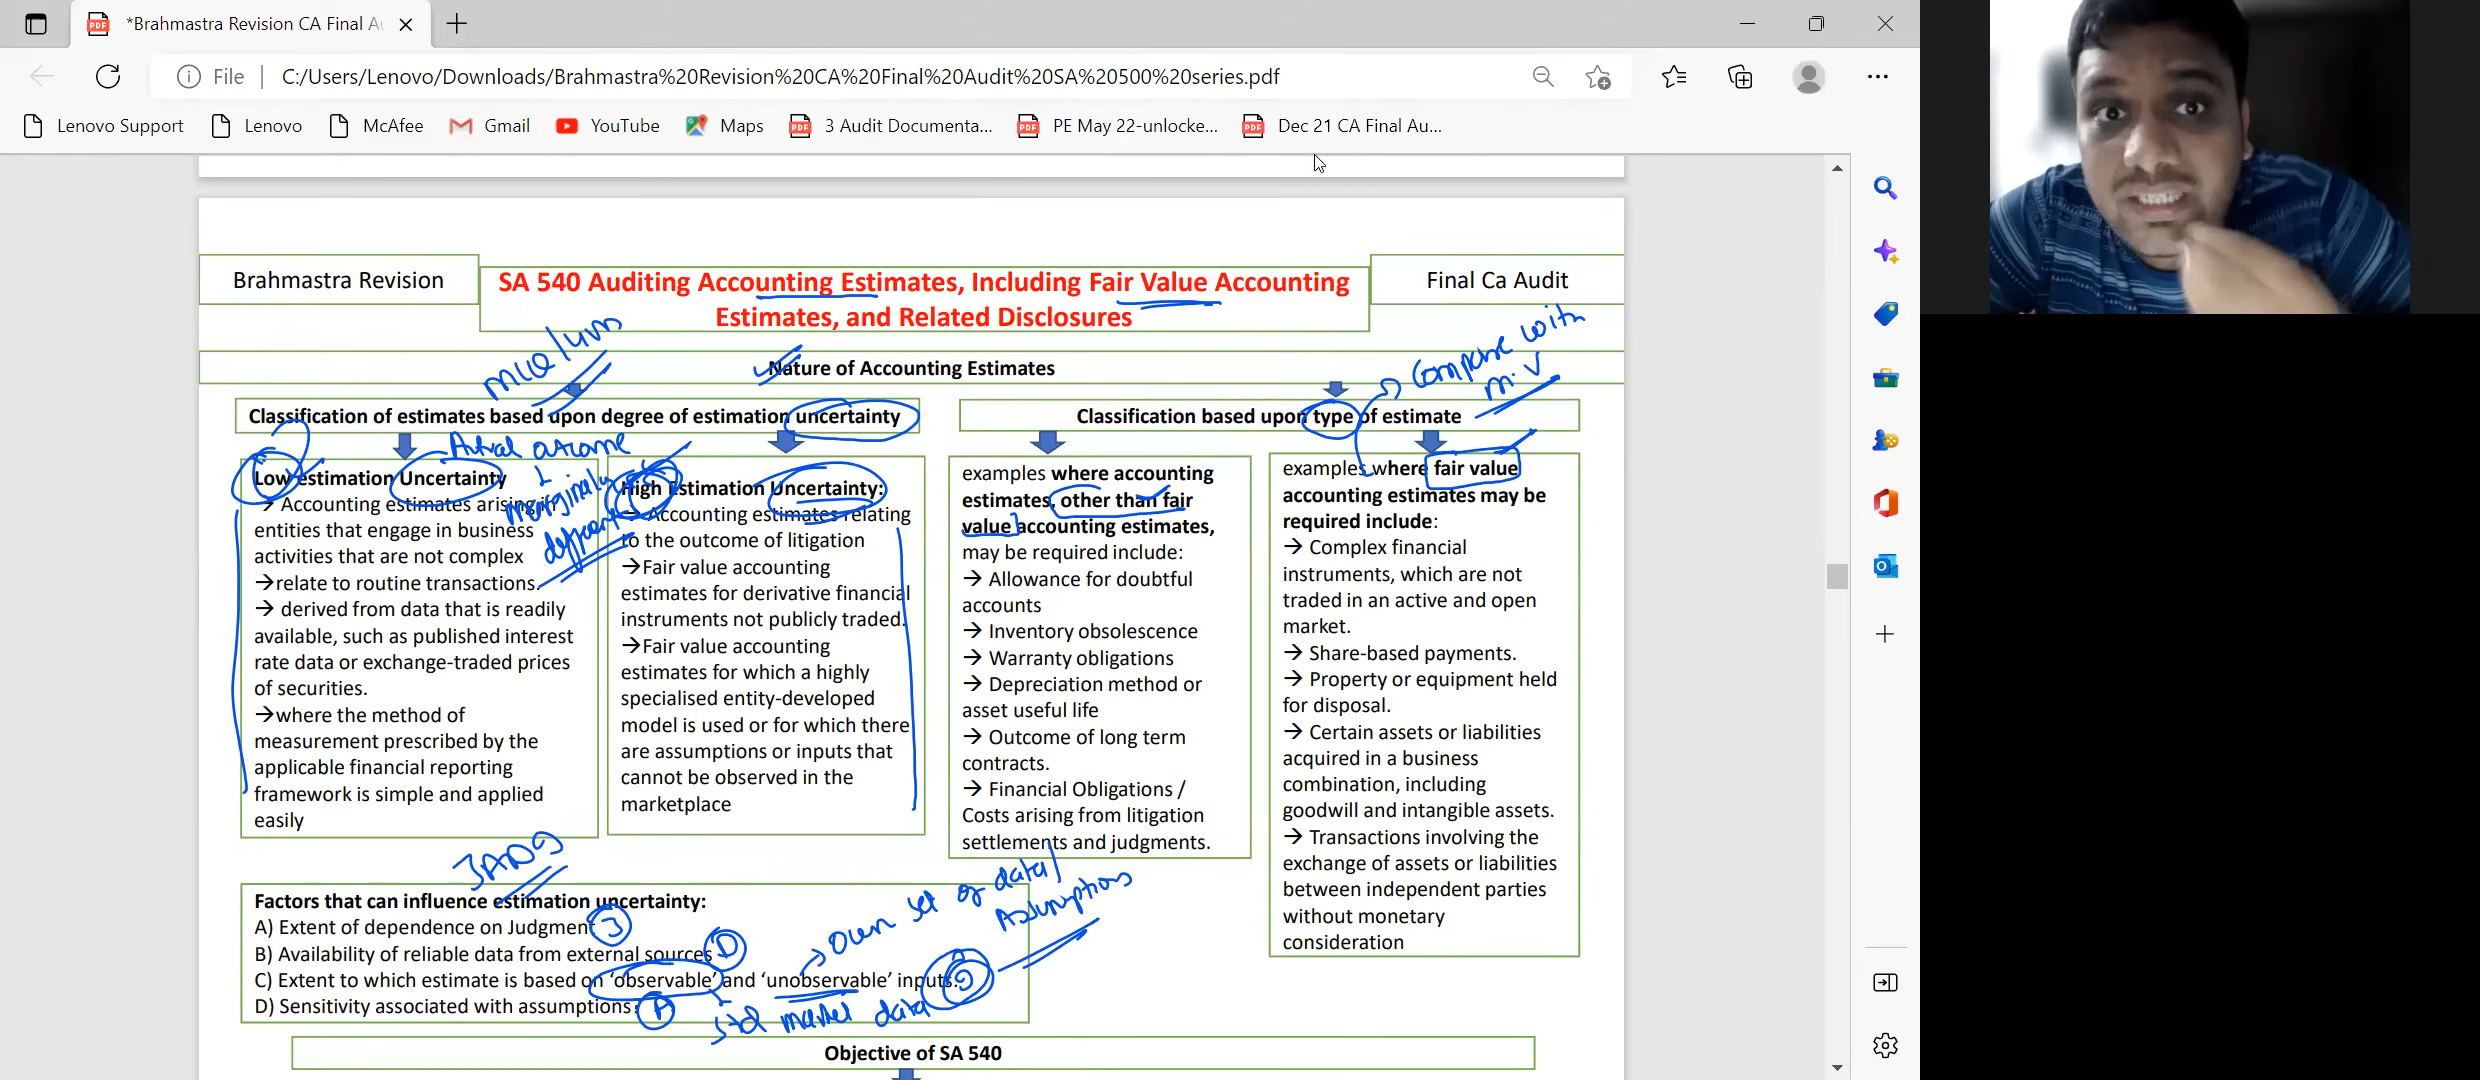 *Brahmastra Revision CA Final Au
File
C:/Users/Lenovo/Downloads/Brahmastra%20Revision%20CA%20Final%20Audit%20SA%20500%20series.pdf
Lenovo Support
Lenovo
McAfee
Gmail
YouTube
Maps
3 Audit Documenta...
PE May 22-unlocke...
Dec 21 CA Final Au...
Brahmastra Revision
SA 540 Auditing Accounting Estimates, Including Fair Value Accounting
Estimates, and Related Disclosures
Final Ca Audit
Nature of Accounting Estimates
Compare with
M.V
Classification of estimates based upon degree of estimation uncertainty
Classification based upon type of estimate
Actual outcome
marginally
different
Low estimation Uncertainty
→ Accounting estimates arising in
entities that engage in business
activities that are not complex
→relate to routine transactions.
→ derived from data that is readily
available, such as published interest
rate data or exchange-traded prices
of securities.
→where the method of
measurement prescribed by the
applicable financial reporting
framework is simple and applied
easily
High Estimation Uncertainty:
→ Accounting estimates relating
to the outcome of litigation
→Fair value accounting
estimates for derivative financial
instruments not publicly traded.
→Fair value accounting
estimates for which a highly
specialised entity-developed
model is used or for which there
are assumptions or inputs that
cannot be observed in the
marketplace
examples where accounting
estimates, other than fair
value accounting estimates,
may be required include:
→ Allowance for doubtful
accounts
→ Inventory obsolescence
→ Warranty obligations
→ Depreciation method or
asset useful life
→ Outcome of long term
contracts.
→ Financial Obligations /
Costs arising from litigation
settlements and judgments.
examples where fair value
accounting estimates may be
required include:
→ Complex financial
instruments, which are not
traded in an active and open
market.
→ Share-based payments.
→ Property or equipment held
for disposal.
→ Certain assets or liabilities
acquired in a business
combination, including
goodwill and intangible assets.
→ Transactions involving the
exchange of assets or liabilities
between independent parties
without monetary
consideration
JADO
Factors that can influence estimation uncertainty:
A) Extent of dependence on Judgment J
B) Availability of reliable data from external sources D
C) Extent to which estimate is based on ‘observable’ and ‘unobservable’ inputs. O
D) Sensitivity associated with assumptions. A
own set of data/
Assumptions
std market data
Objective of SA 540